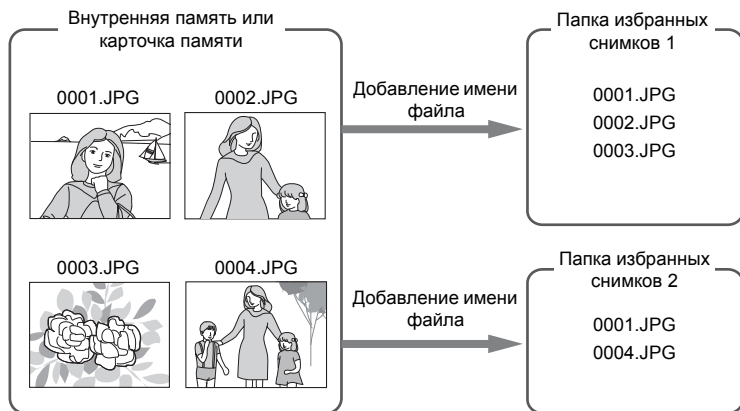 Внутренняя память или
карточка памяти
0001.JPG
0002.JPG
0003.JPG
0004.JPG
Добавление имени
файла
Добавление имени
файла
Папка избранных
снимков 1
0001.JPG
0002.JPG
0003.JPG
Папка избранных
снимков 2
0001.JPG
0004.JPG